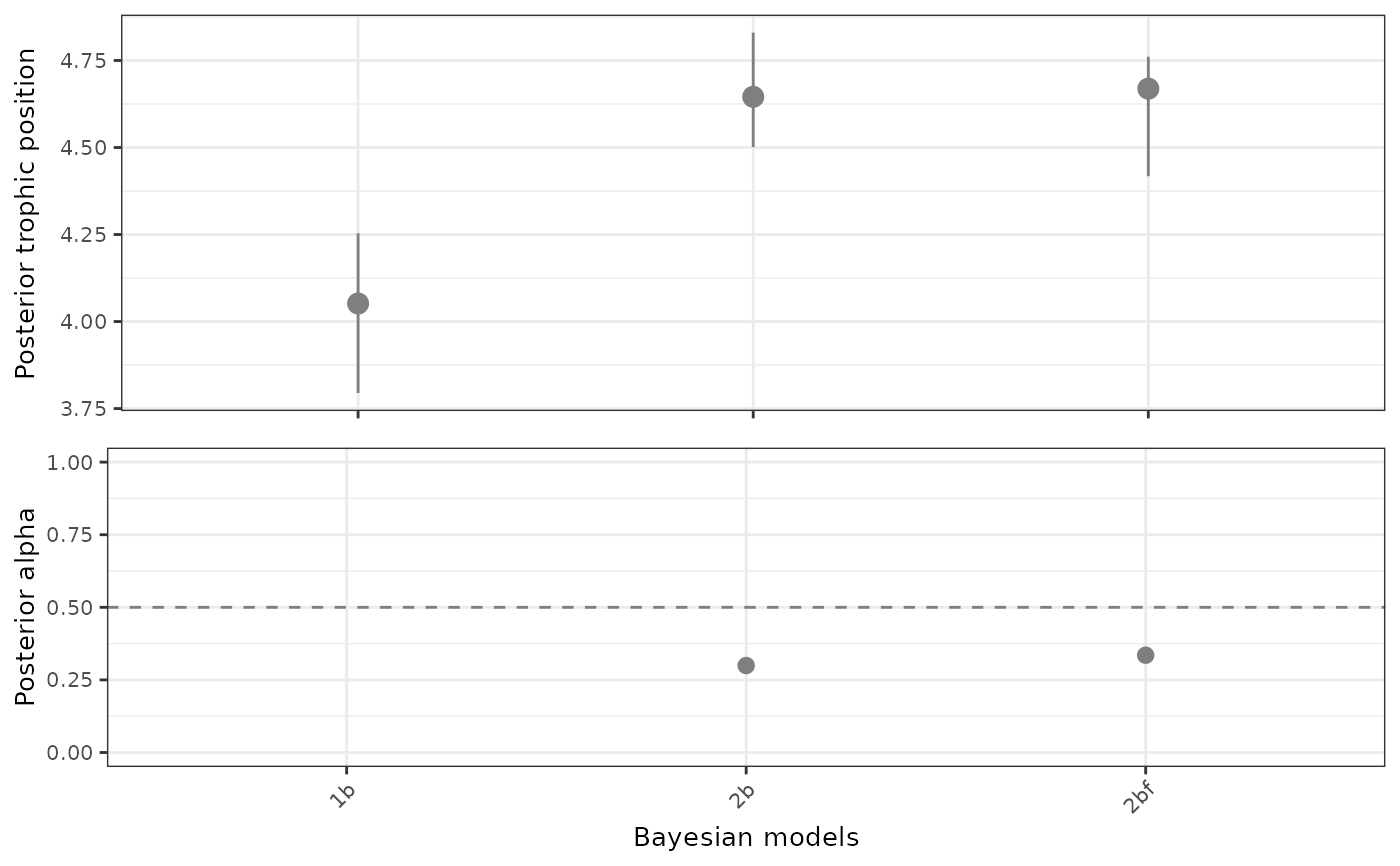 Posterior trophic position
4.75
4.50
4.25
4.00
3.75
Posterior alpha
1.00
0.75
0.50
0.25
0.00
1b
2b
2bf
Bayesian models